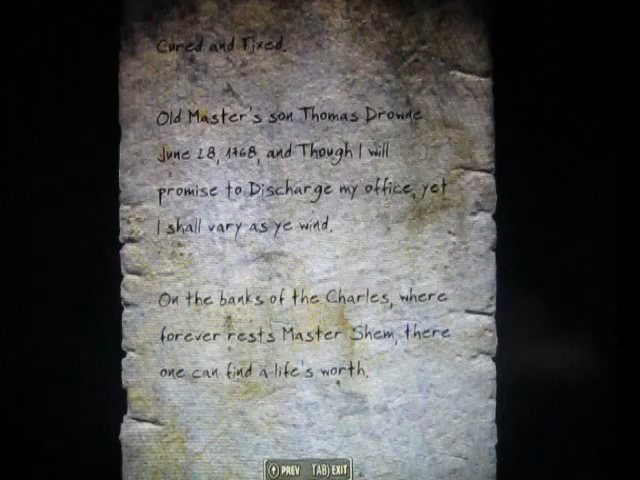 Cured and Fixed.
Old Master's son Thomas Drowne
June 28, 1768, and Though I will
promise to Discharge my office, yet
I shall vary as ye wind.
On the banks of the Charles, where
forever rests Master Shem, there
one can find a life's worth.
PREV TAB) EXIT